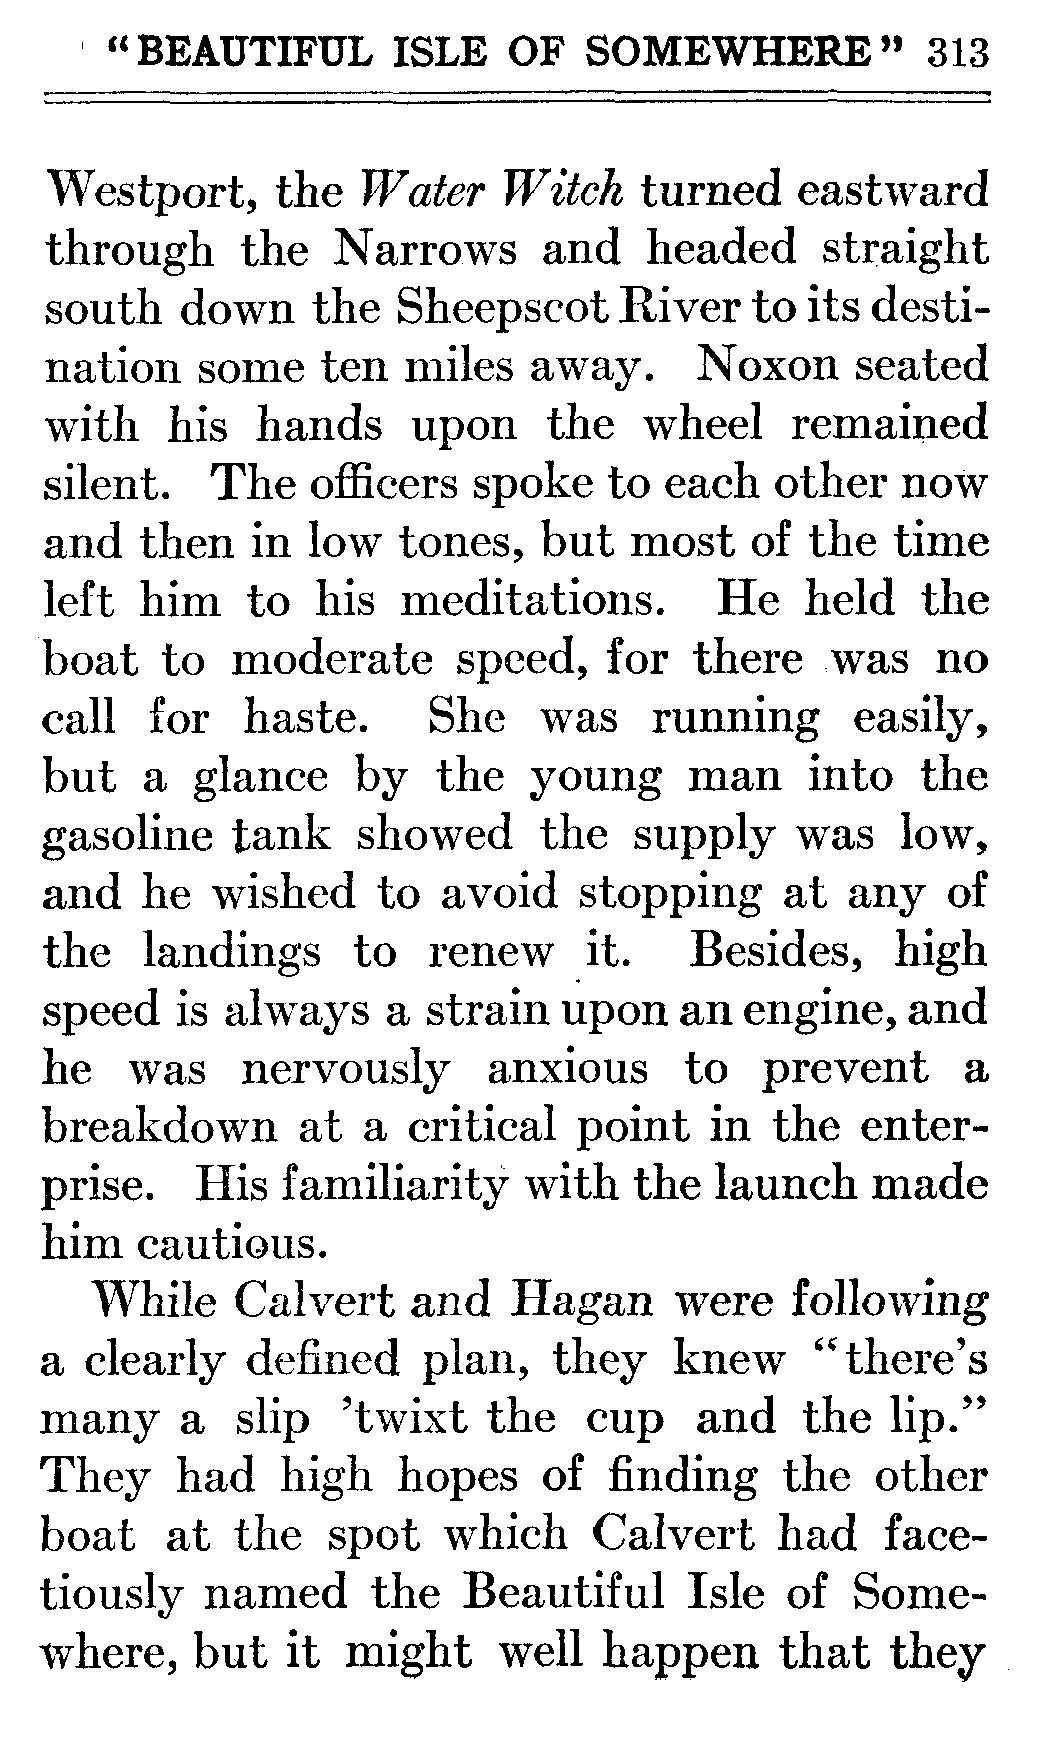 “BEAUTIFUL ISLE OF SOMEWHERE” 313
Westport, the Water Witch turned eastward
through the Narrows and headed straight
south down the Sheepscot River to its desti-
nation some ten miles away. Noxon seated
with his hands upon the wheel remained
silent. The officers spoke to each other now
and then in low tones, but most of the time
left him to his meditations. He held the
boat to moderate speed, for there was no
call for haste. She was running easily,
but a glance by the young man into the
gasoline tank showed the supply was low,
and he wished to avoid stopping at any of
the landings to renew it. Besides, high
speed is always a strain upon an engine, and
he was nervously anxious to prevent a
breakdown at a critical point in the enter-
prise. His familiarity with the launch made
him cautious.
While Calvert and Hagan were following
a clearly defined plan, they knew “there’s
many a slip ’twixt the cup and the lip.”
They had high hopes of finding the other
boat at the spot which Calvert had face-
tiously named the Beautiful Isle of Some-
where, but it might well happen that they